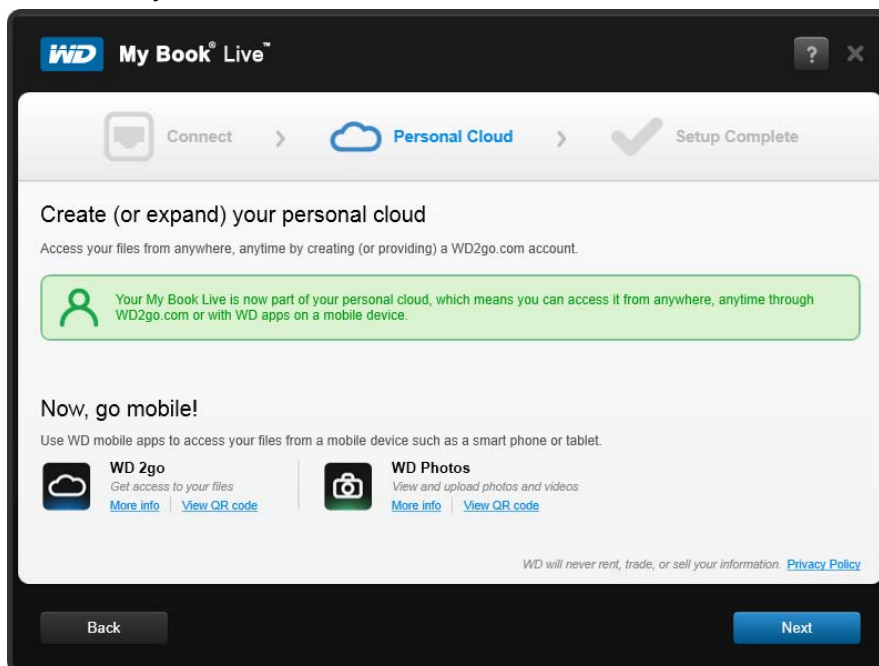 WD My Book® Live™ ?
Connect > Personal Cloud > Setup Complete
Create (or expand) your personal cloud
Access your files from anywhere, anytime by creating (or providing) a WD2go.com account.
Your My Book Live is now part of your personal cloud, which means you can access it from anywhere, anytime through
WD2go.com or with WD apps on a mobile device.
Now, go mobile!
Use WD mobile apps to access your files from a mobile device such as a smart phone or tablet.
WD 2go
Get access to your files
More info | View QR code
WD Photos
View and upload photos and videos
More info | View QR code
WD will never rent, trade, or sell your information. Privacy Policy
Back
Next